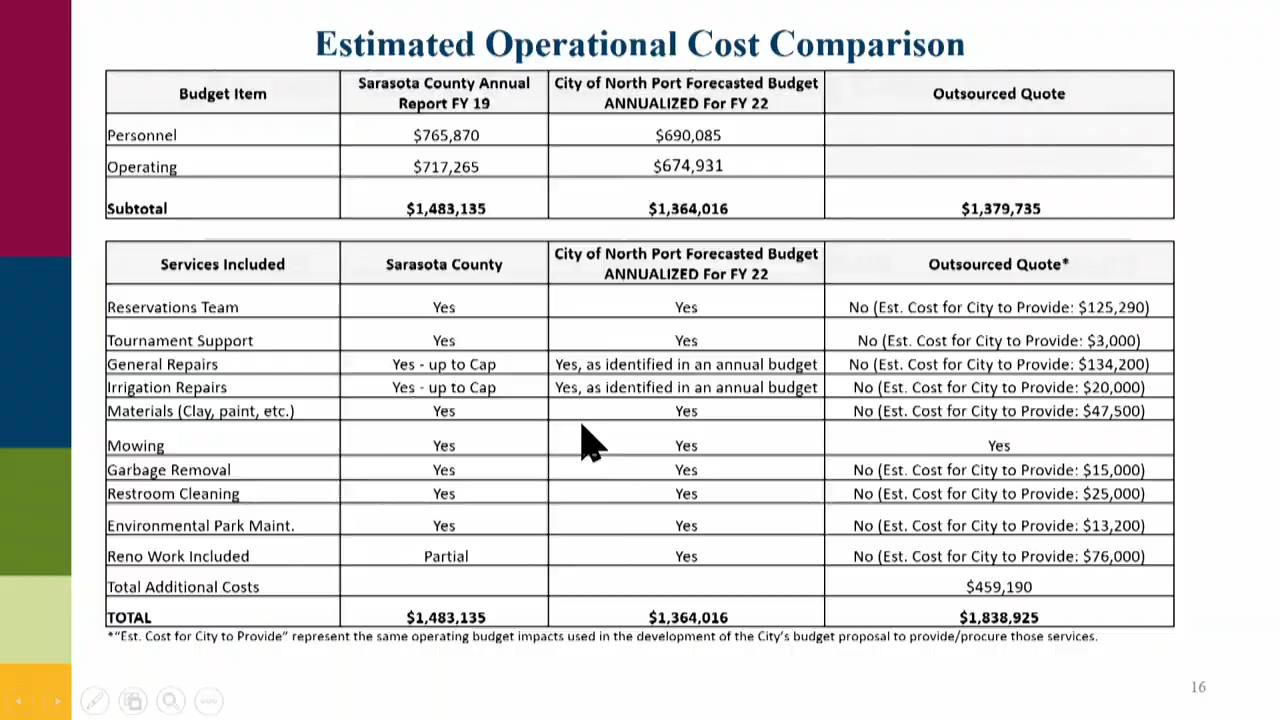 Estimated Operational Cost Comparison
Budget Item
Sarasota County Annual
Report FY 19
City of North Port Forecasted Budget
ANNUALIZED For FY 22
Outsourced Quote
Personnel $765,870 $690,085
Operating $717,265 $674,931
Subtotal $1,483,135 $1,364,016 $1,379,735
Services Included
Sarasota County
City of North Port Forecasted Budget
ANNUALIZED For FY 22
Outsourced Quote*
Reservations Team Yes Yes No (Est. Cost for City to Provide: $125,290)
Tournament Support Yes Yes No (Est. Cost for City to Provide: $3,000)
General Repairs Yes - up to Cap Yes, as identified in an annual budget No (Est. Cost for City to Provide: $134,200)
Irrigation Repairs Yes - up to Cap Yes, as identified in an annual budget No (Est. Cost for City to Provide: $20,000)
Materials (Clay, paint, etc.) Yes Yes No (Est. Cost for City to Provide: $47,500)
Mowing Yes Yes Yes
Garbage Removal Yes Yes No (Est. Cost for City to Provide: $15,000)
Restroom Cleaning Yes Yes No (Est. Cost for City to Provide: $25,000)
Environmental Park Maint. Yes Yes No (Est. Cost for City to Provide: $13,200)
Reno Work Included Partial Yes No (Est. Cost for City to Provide: $76,000)
Total Additional Costs $459,190
TOTAL $1,483,135 $1,364,016 $1,838,925
*"Est. Cost for City to Provide" represent the same operating budget impacts used in the development of the City's budget proposal to provide/procure those services.
16